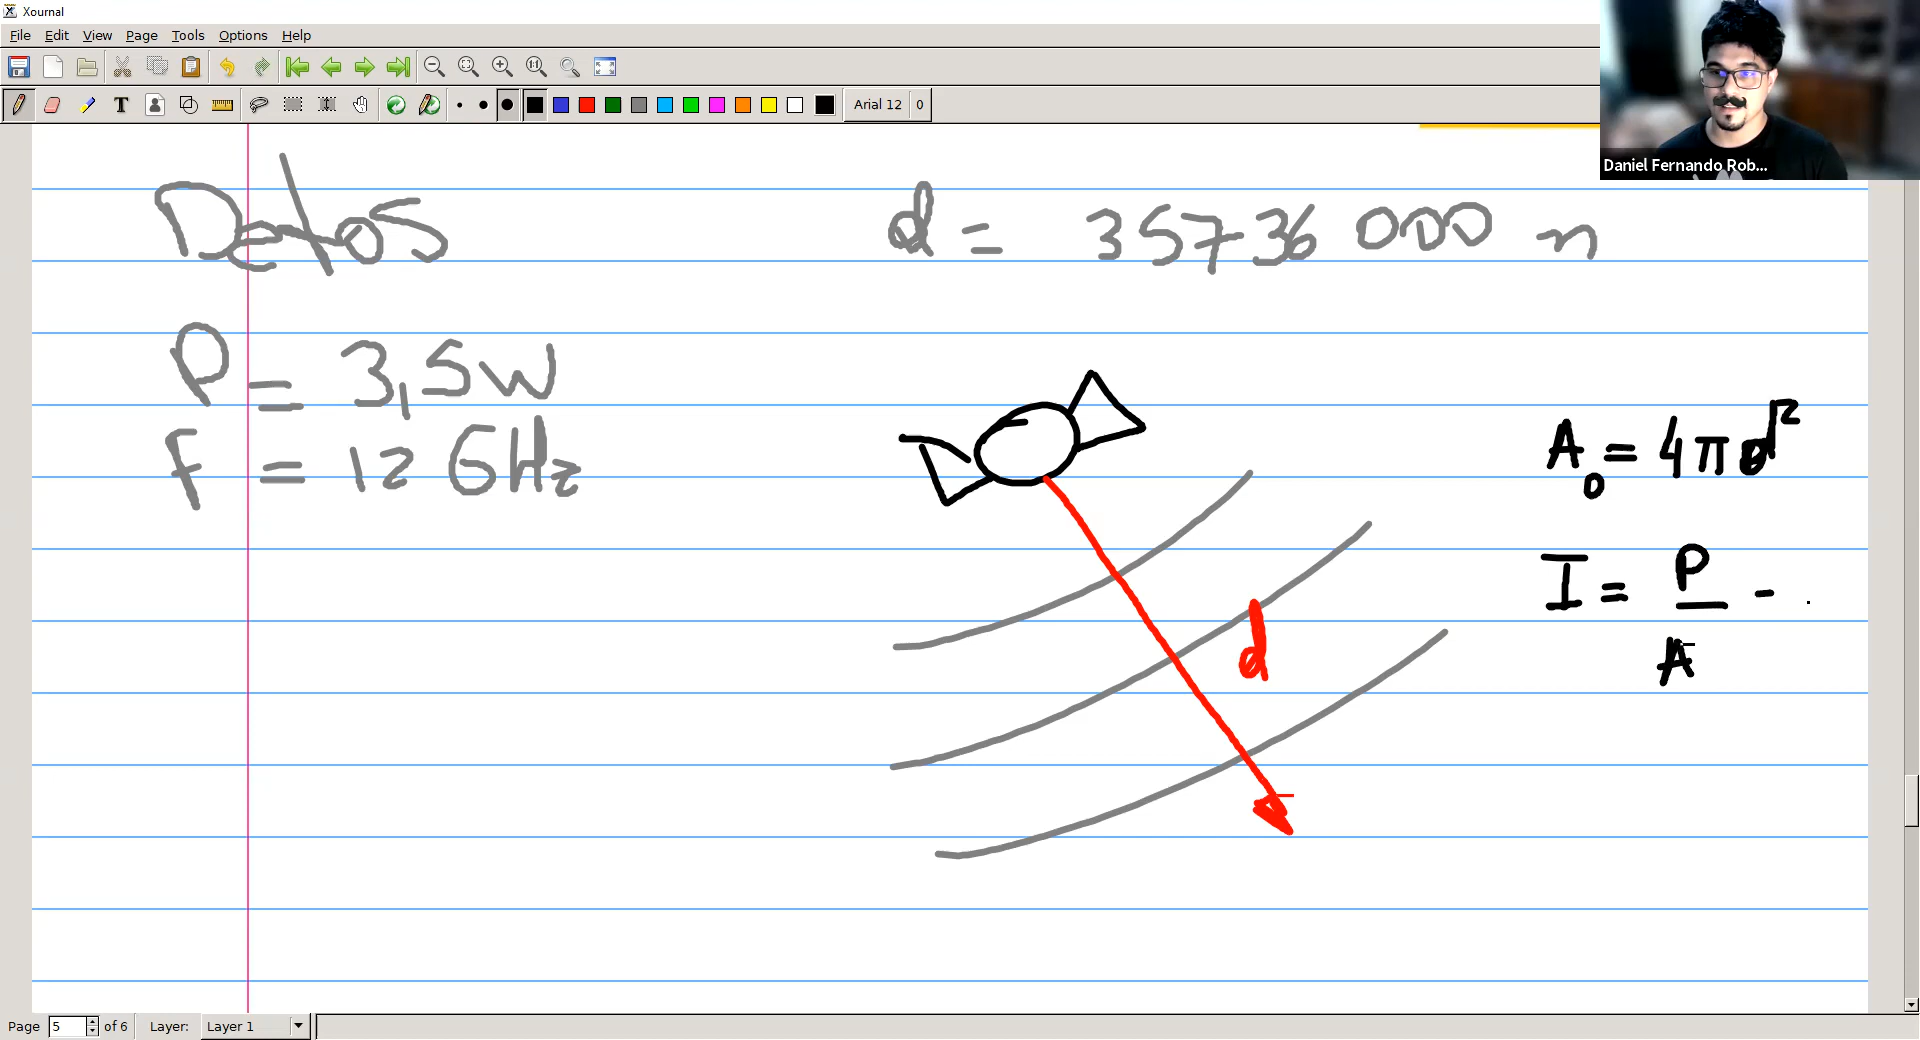 Xournal
File Edit View Page Tools Options Help
Arial 12 0
Daniel Fernando Rob...
Datos
d = 35736 000 m
P = 3,5W
F = 12 GHz
A₀ = 4πd²
I = P/A = .
d
Page 5 of 6 Layer: Layer 1